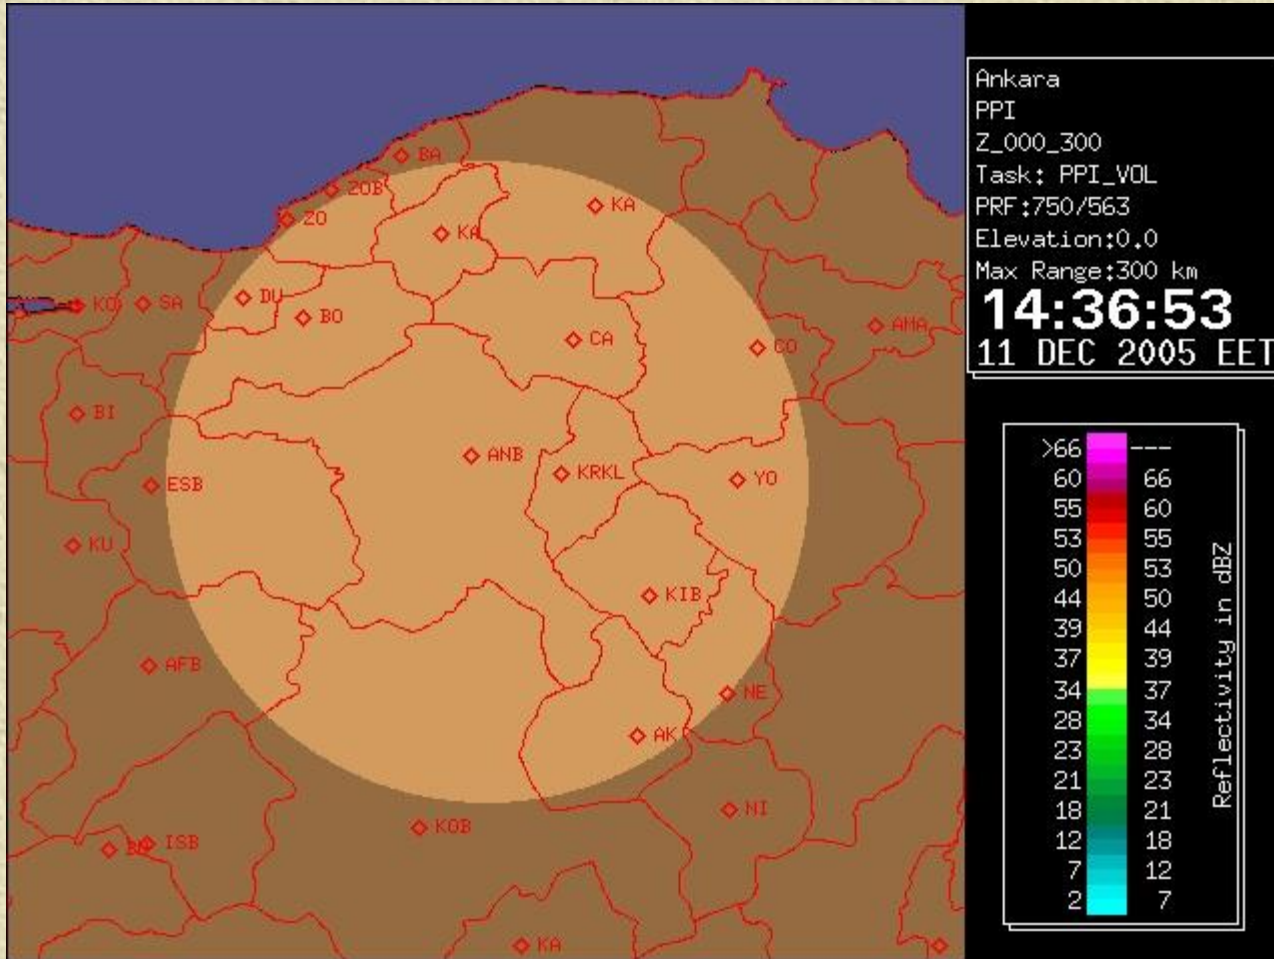 Ankara
PPI
Z_000_300
Task: PPI_VOL
PRF:750/563
Elevation:0.0
Max Range:300 km
14:36:53
11 DEC 2005 EET
>66 ---
60 66
55 60
53 55
50 53
44 50
39 44
37 39
34 37
28 34
23 28
21 23
18 21
12 18
7 12
2 7
Reflectivity in dBZ
BA
ZOB
ZO
KA
KA
KO
SA
DU
BO
CA
CO
AMA
BI
ANB
KRKL
YO
ESB
KU
KIB
AFB
NE
AK
NI
KOB
ISB
KA